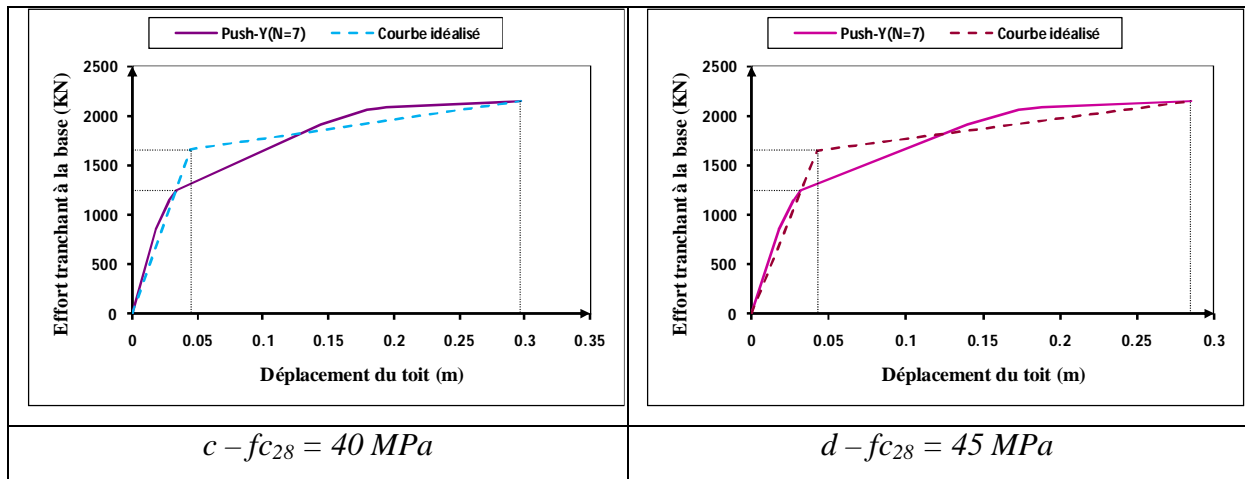 Push-Y(N=7) Courbe idéalisé
Effort tranchant à la base (KN)
2500
2000
1500
1000
500
0
0 0.05 0.1 0.15 0.2 0.25 0.3 0.35
Déplacement du toit (m)
Push-Y(N=7) Courbe idéalisé
Effort tranchant à la base (KN)
2500
2000
1500
1000
500
0
0 0.05 0.1 0.15 0.2 0.25 0.3
Déplacement du toit (m)
c – fc28 = 40 MPa
d – fc28 = 45 MPa